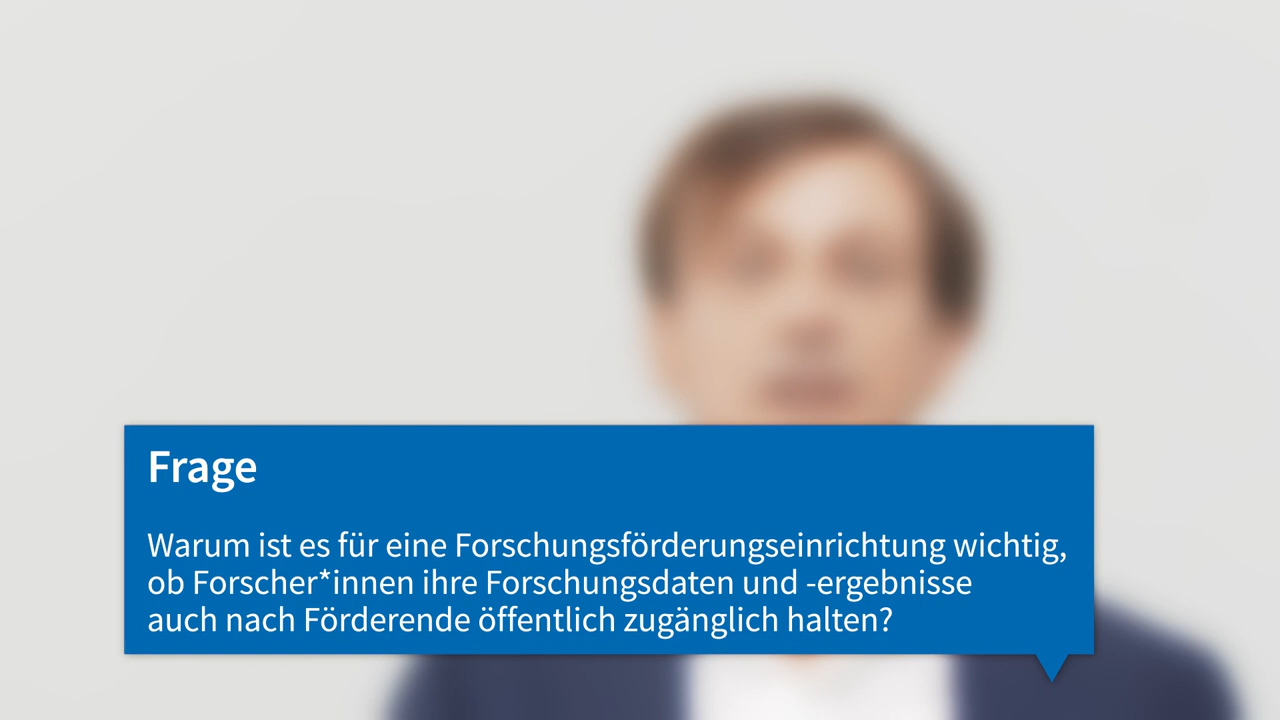 Frage
Warum ist es für eine Forschungsförderungseinrichtung wichtig,
ob Forscher*innen ihre Forschungsdaten und -ergebnisse
auch nach Förderende öffentlich zugänglich halten?